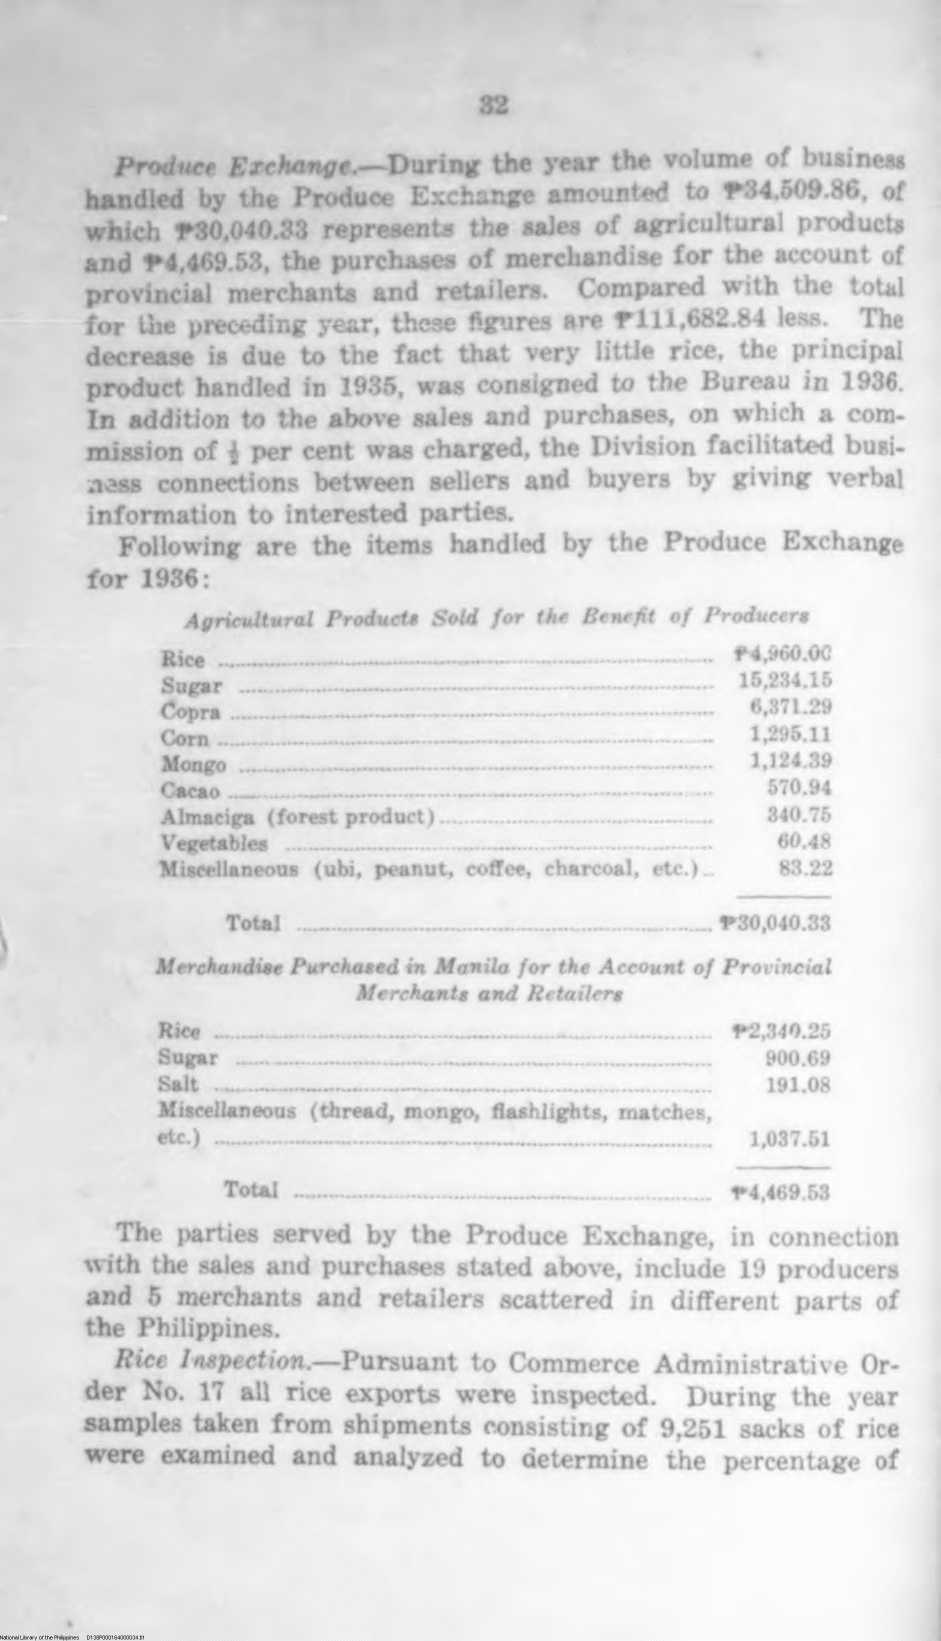 32
Produce Exchange.—During the year the volume of business
handled by the Produce Exchange amounted to ₱34,509.86, of
which ₱30,040.33 represents the sales of agricultural products
and ₱4,469.53, the purchases of merchandise for the account of
provincial merchants and retailers. Compared with the total
for the preceding year, these figures are ₱111,682.84 less. The
decrease is due to the fact that very little rice, the principal
product handled in 1935, was consigned to the Bureau in 1936.
In addition to the above sales and purchases, on which a com-
mission of ½ per cent was charged, the Division facilitated busi-
ness connections between sellers and buyers by giving verbal
information to interested parties.
Following are the items handled by the Produce Exchange
for 1936:
Agricultural Products Sold for the Benefit of Producers
Rice ₱4,960.00
Sugar 15,234.15
Copra 6,371.29
Corn 1,295.11
Mongo 1,124.39
Cacao 570.94
Almaciga (forest product) 340.75
Vegetables 60.48
Miscellaneous (ubi, peanut, coffee, charcoal, etc.) 83.22
Total ₱30,040.33
Merchandise Purchased in Manila for the Account of Provincial
Merchants and Retailers
Rice ₱2,340.25
Sugar 900.69
Salt 191.08
Miscellaneous (thread, mongo, flashlights, matches,
etc.) 1,037.51
Total ₱4,469.53
The parties served by the Produce Exchange, in connection
with the sales and purchases stated above, include 19 producers
and 5 merchants and retailers scattered in different parts of
the Philippines.
Rice Inspection.—Pursuant to Commerce Administrative Or-
der No. 17 all rice exports were inspected. During the year
samples taken from shipments consisting of 9,251 sacks of rice
were examined and analyzed to determine the percentage of
National Library of the Philippines D138P000164000034.tif